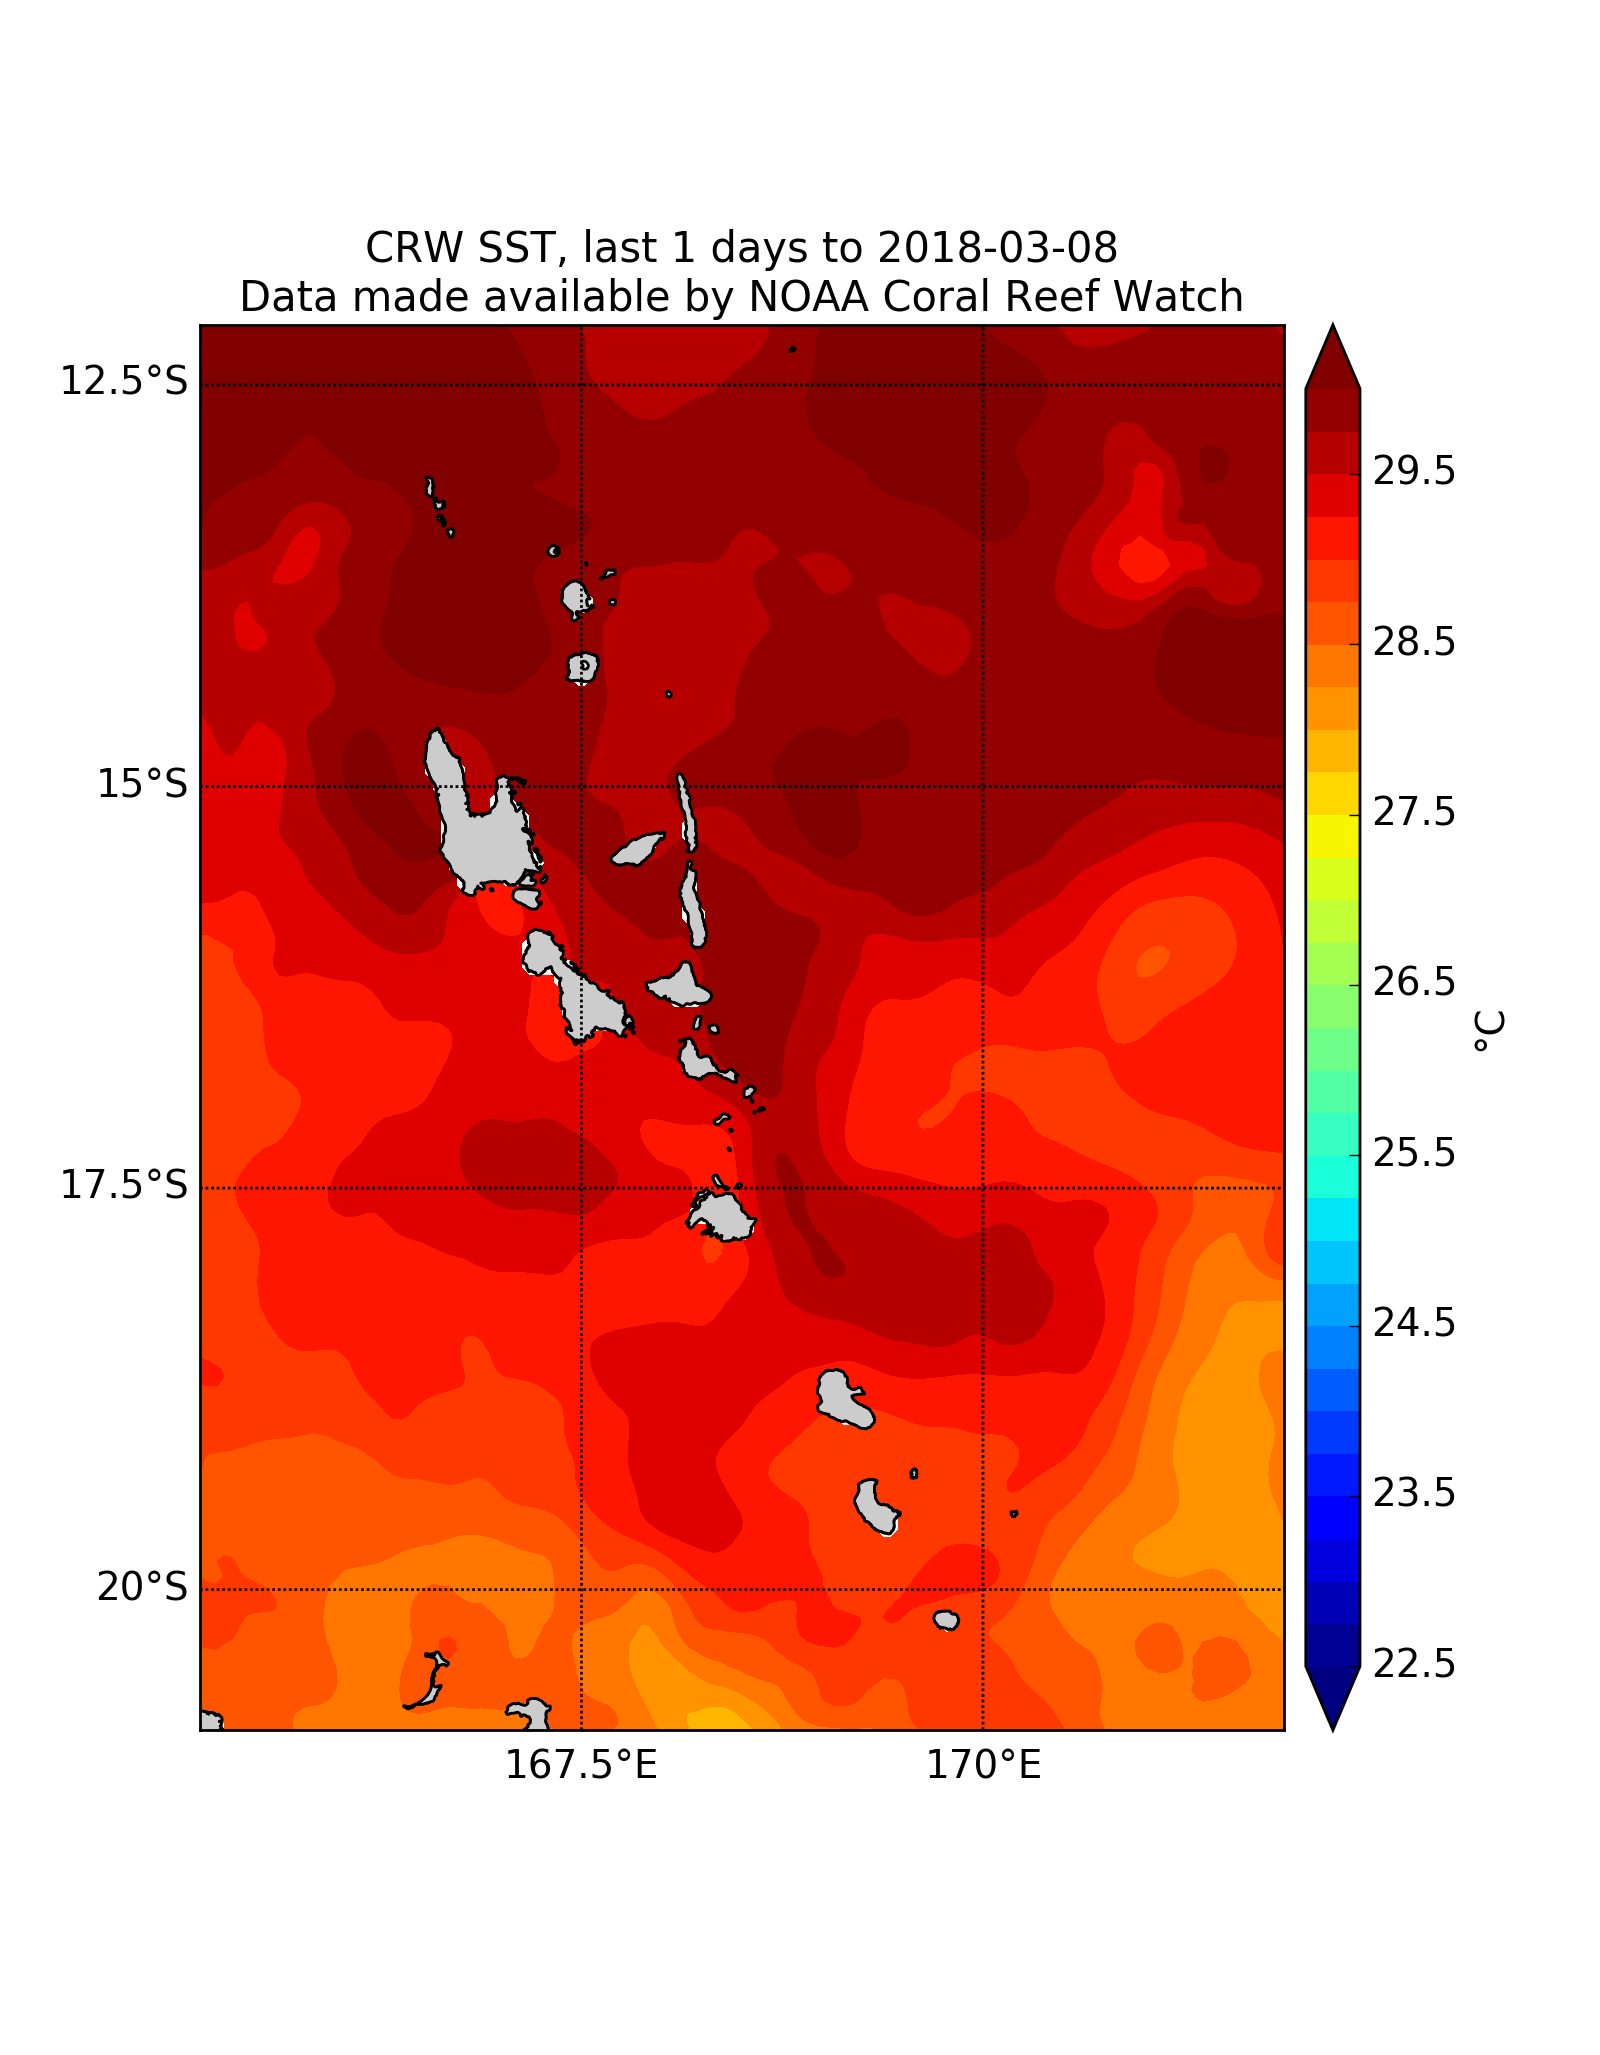 CRW SST, last 1 days to 2018-03-08
Data made available by NOAA Coral Reef Watch
12.5°S
15°S
17.5°S
20°S
167.5°E
170°E
29.5
28.5
27.5
26.5
25.5
24.5
23.5
22.5
°C